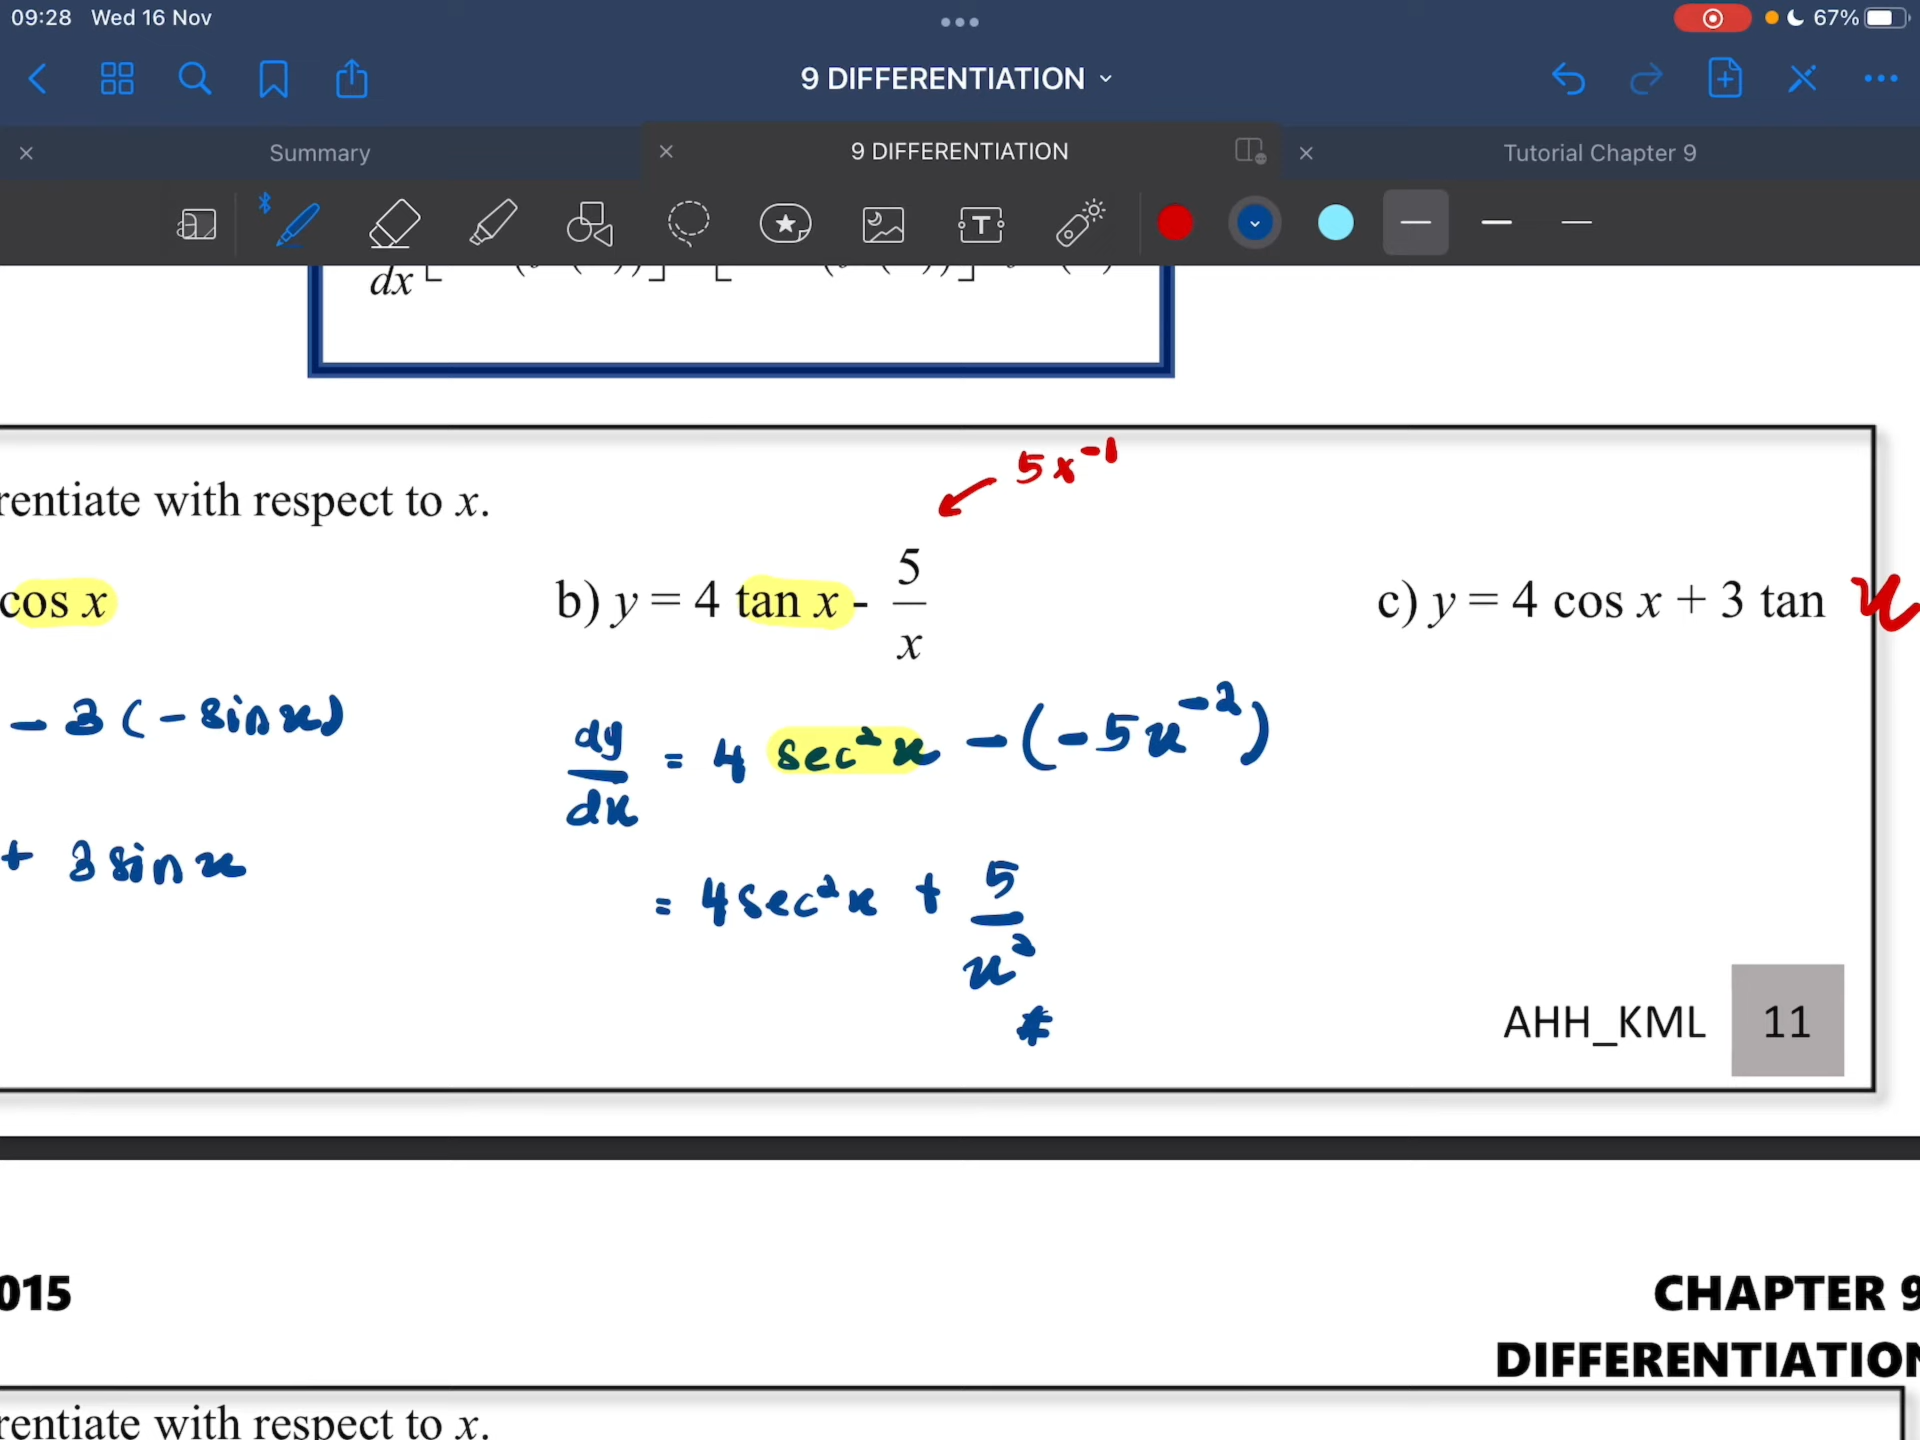 09:28 Wed 16 Nov
67%
9 DIFFERENTIATION
Summary
9 DIFFERENTIATION
Tutorial Chapter 9
dx
5x⁻¹
rentiate with respect to x.
cos x
b) y = 4 tan x - 5/x
c) y = 4 cos x + 3 tan x
- 3(-sin x)
dy/dx = 4 sec²x - (-5x⁻²)
+ 3 sin x
= 4 sec²x + 5/x²
*
AHH_KML 11
015
CHAPTER 9
DIFFERENTIATION
rentiate with respect to x.